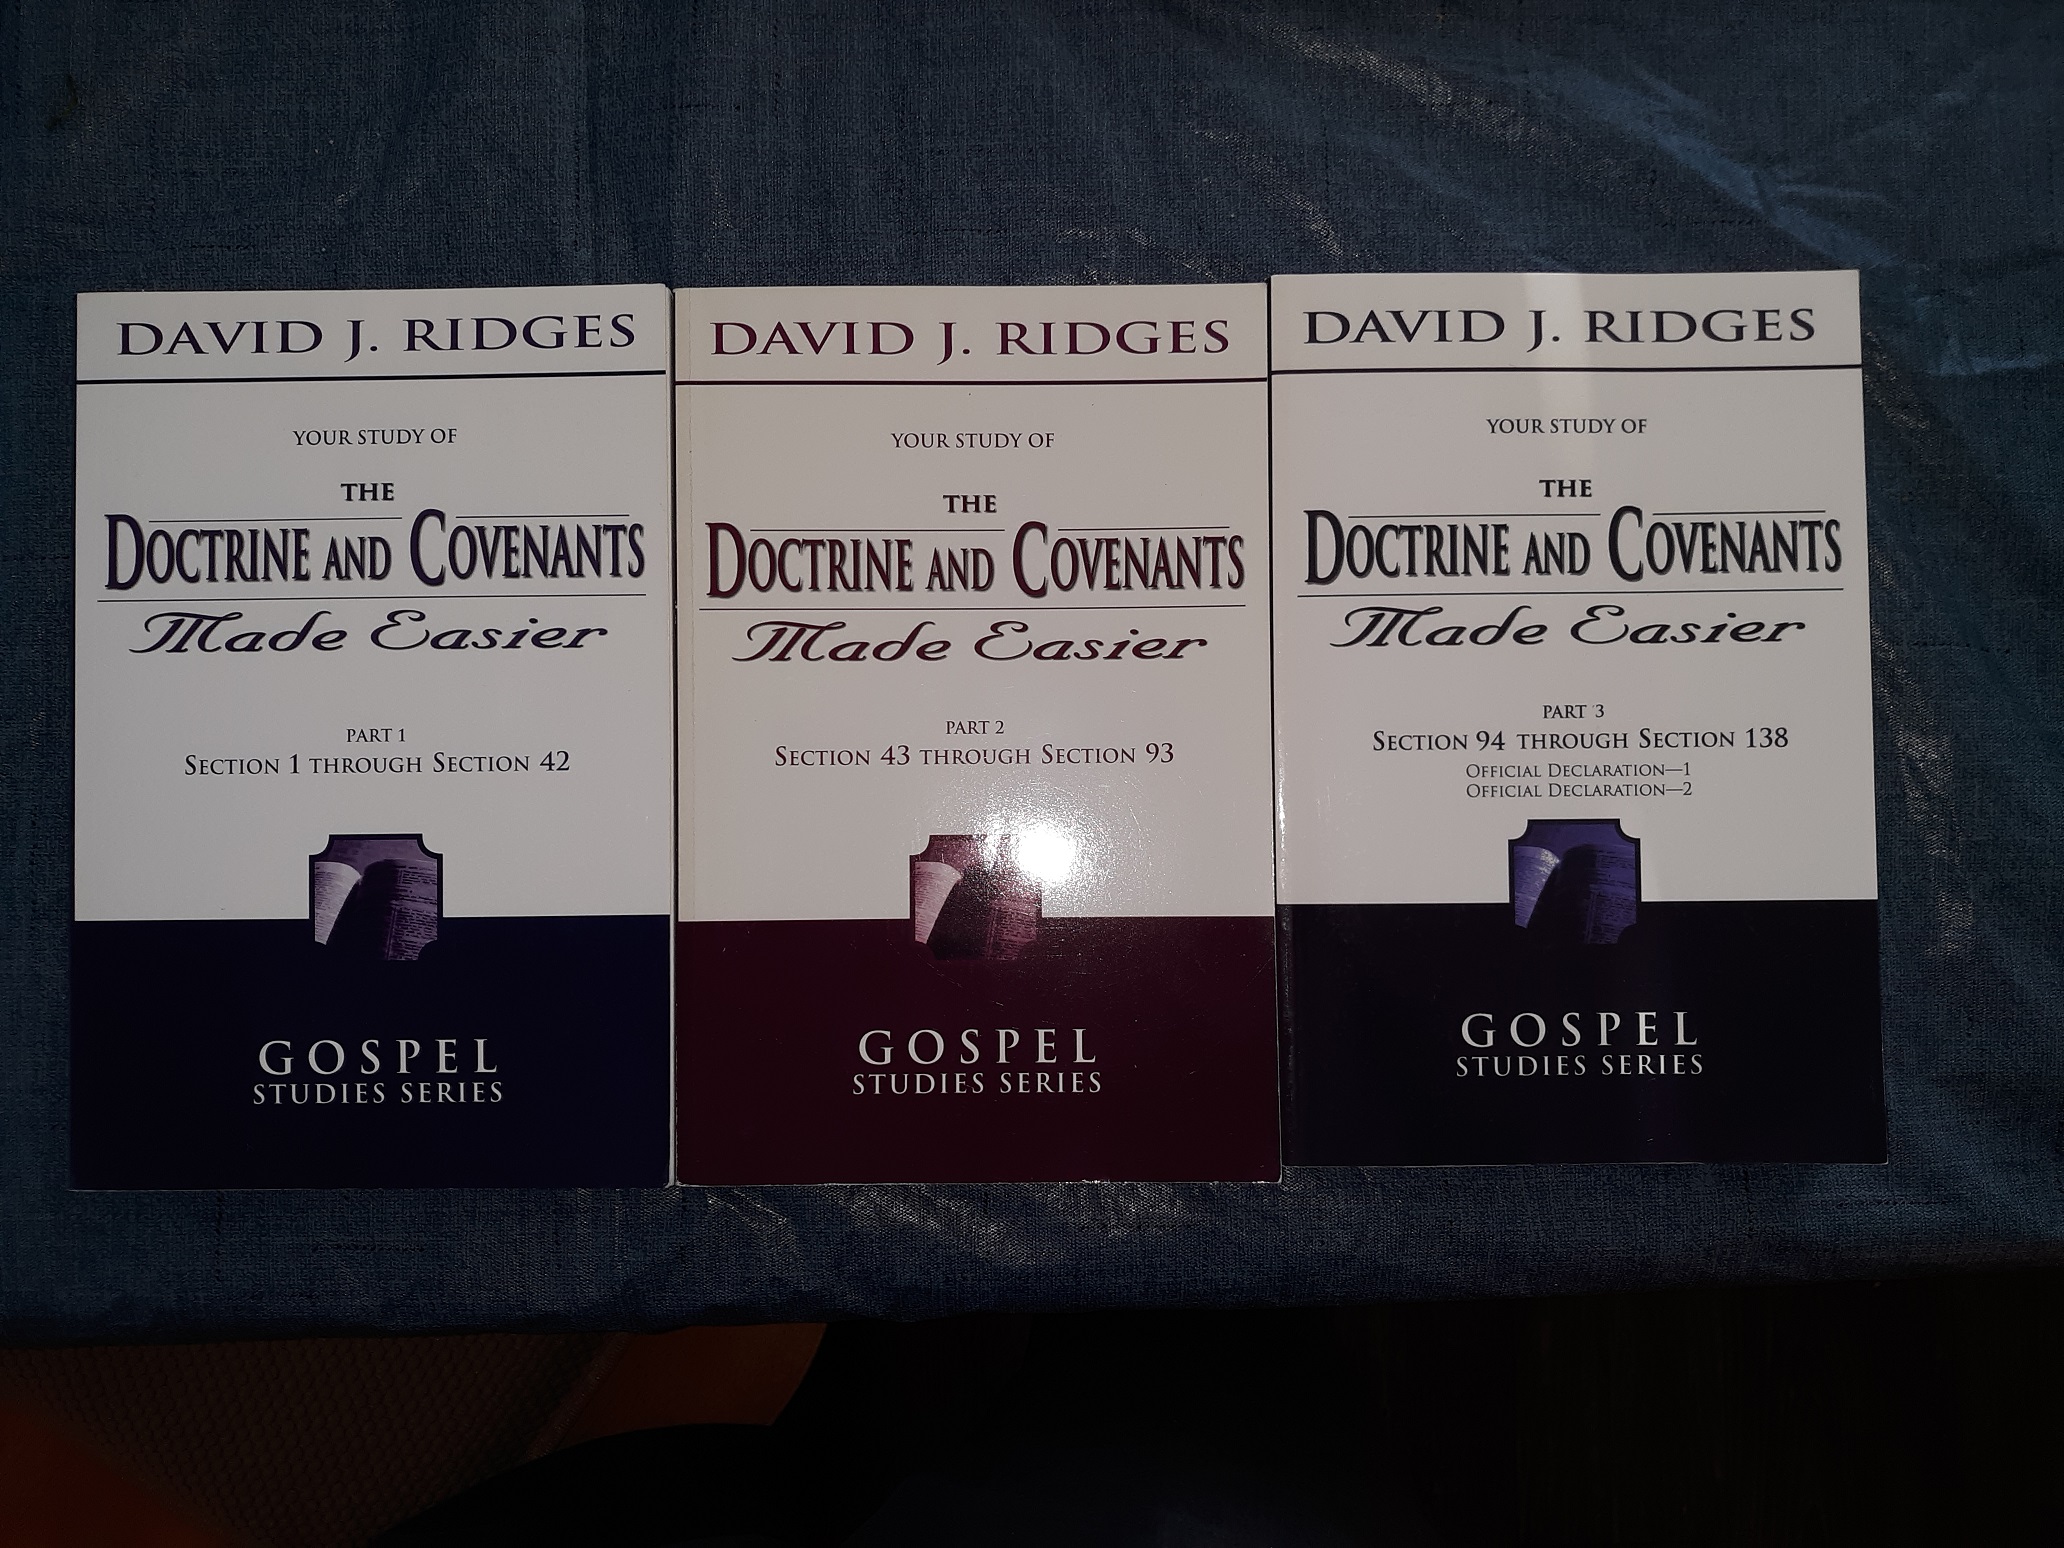 DAVID J. RIDGES
YOUR STUDY OF
THE
DOCTRINE AND COVENANTS
Made Easier
PART 1
SECTION 1 THROUGH SECTION 42
GOSPEL
STUDIES SERIES
DAVID J. RIDGES
YOUR STUDY OF
THE
DOCTRINE AND COVENANTS
Made Easier
PART 2
SECTION 43 THROUGH SECTION 93
GOSPEL
STUDIES SERIES
DAVID J. RIDGES
YOUR STUDY OF
THE
DOCTRINE AND COVENANTS
Made Easier
PART 3
SECTION 94 THROUGH SECTION 138
OFFICIAL DECLARATION—1
OFFICIAL DECLARATION—2
GOSPEL
STUDIES SERIES